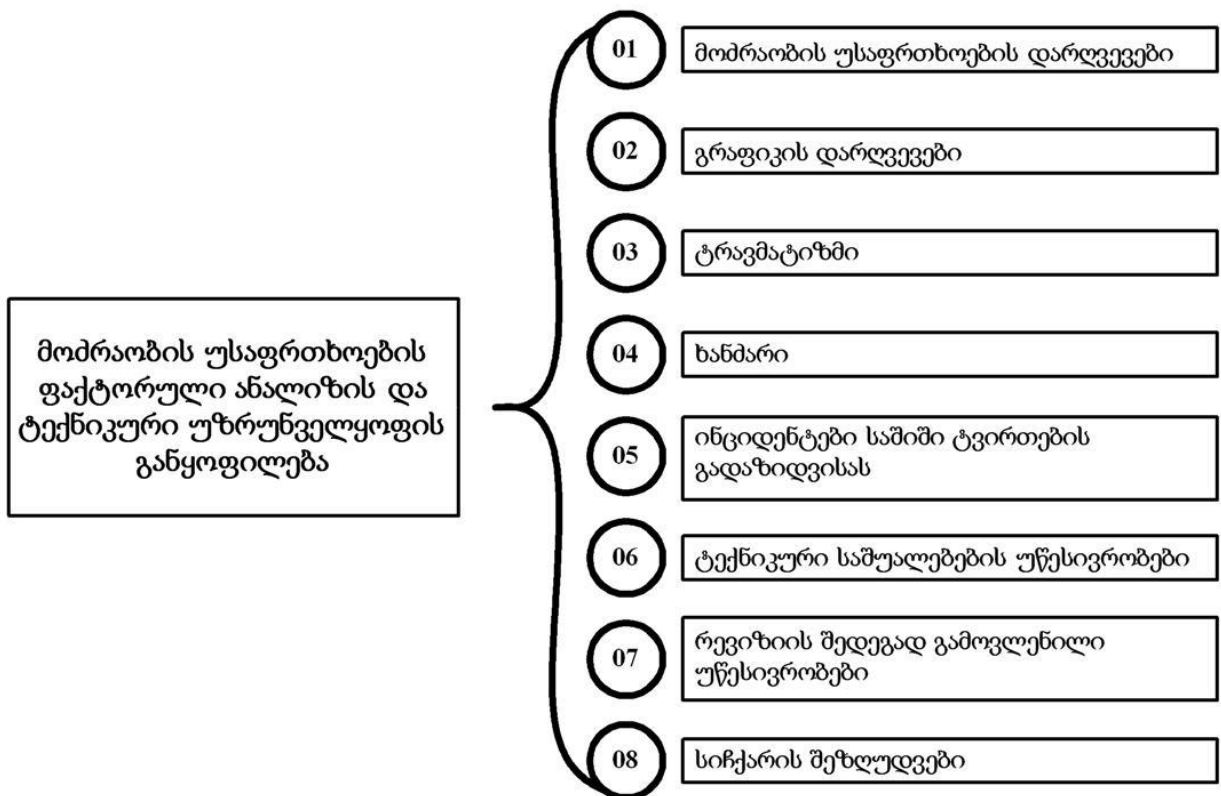 მოძრაობის უსაფრთხოების
ფაქტორული ანალიზის და
ტექნიკური უზრუნველყოფის
განყოფილება
01
მოძრაობის უსაფრთხოების დარღვევები
02
გრაფიკის დარღვევები
03
ტრავმატიზმი
04
ხანძარი
05
ინციდენტები საშიში ტვირთების
გადაზიდვისას
06
ტექნიკური საშუალებების უწესივრობები
07
რევიზიის შედეგად გამოვლენილი
უწესივრობები
08
სიჩქარის შეზღუდვები